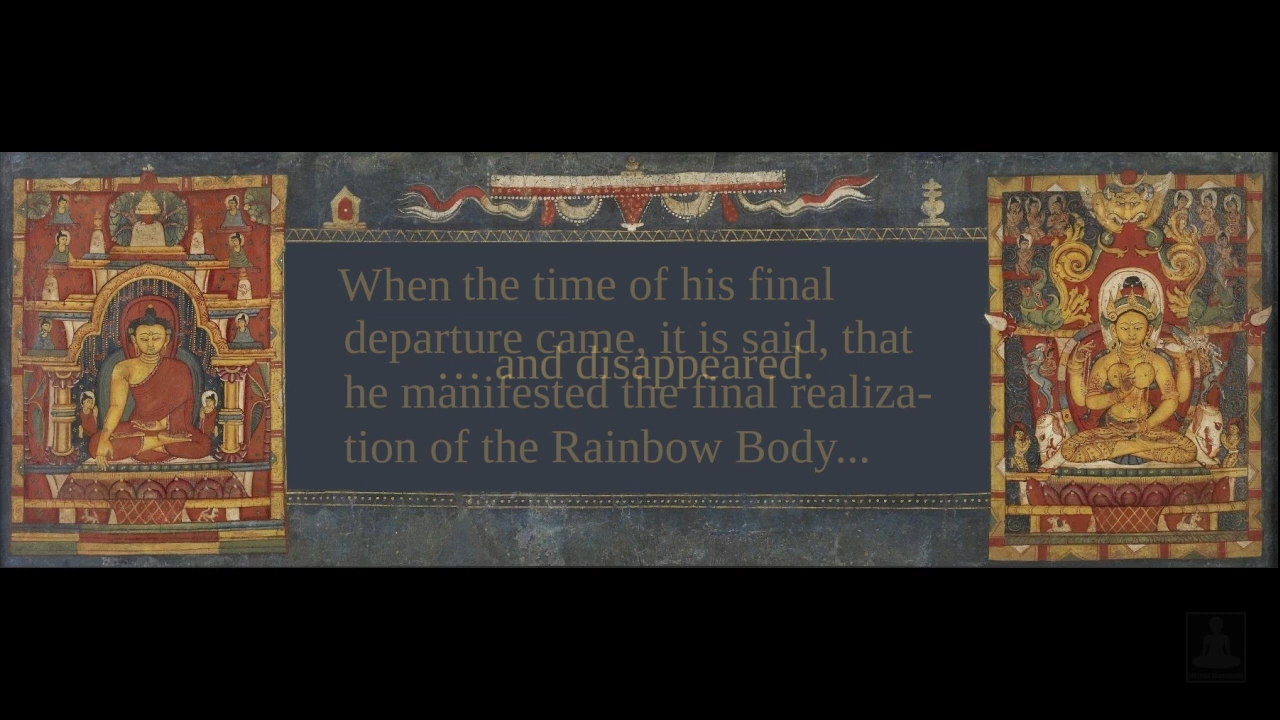 When the time of his final
departure came, it is said, that
….and disappeared.
he manifested the final realiza-
tion of the Rainbow Body...